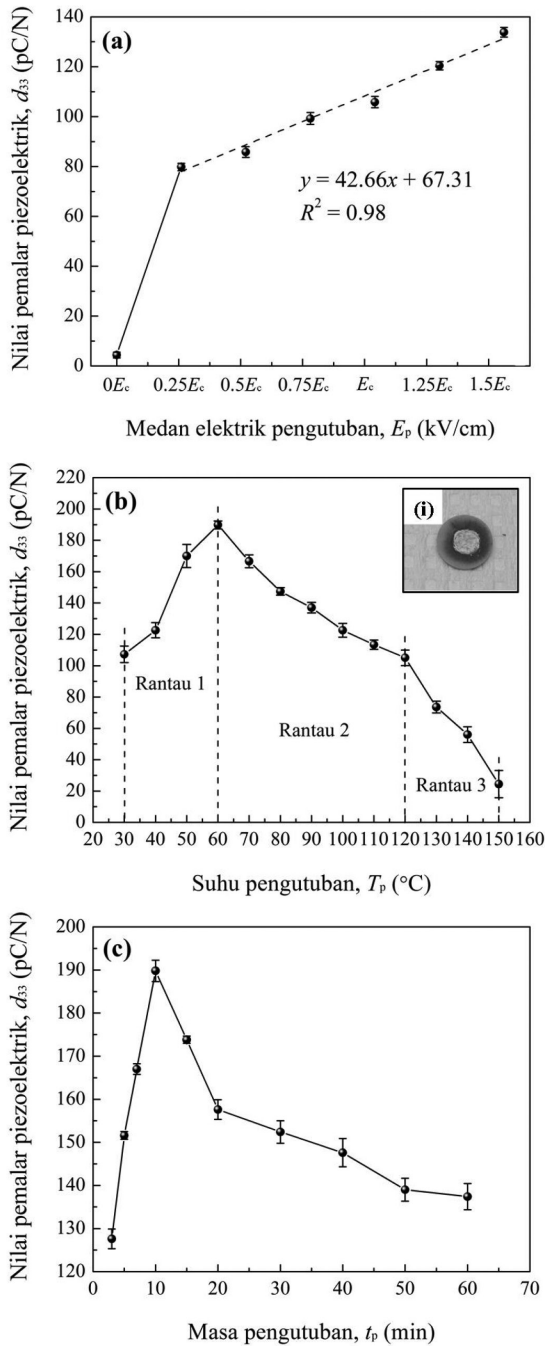 140
(a)
120
100
80
60
40
20
0
y = 42.66x + 67.31
R² = 0.98
Nilai pemalar piezoelektrik, d₃₃ (pC/N)
0Ec 0.25Ec 0.5Ec 0.75Ec Ec 1.25Ec 1.5Ec
Medan elektrik pengutuban, Eₚ (kV/cm)
220
(b)
(i)
200
180
160
140
120
100
80
60
40
20
0
Rantau 1
Rantau 2
Rantau 3
Nilai pemalar piezoelektrik, d₃₃ (pC/N)
20 30 40 50 60 70 80 90 100 110 120 130 140 150 160
Suhu pengutuban, Tₚ (°C)
200
(c)
190
180
170
160
150
140
130
120
Nilai pemalar piezoelektrik, d₃₃ (pC/N)
0 10 20 30 40 50 60 70
Masa pengutuban, tₚ (min)